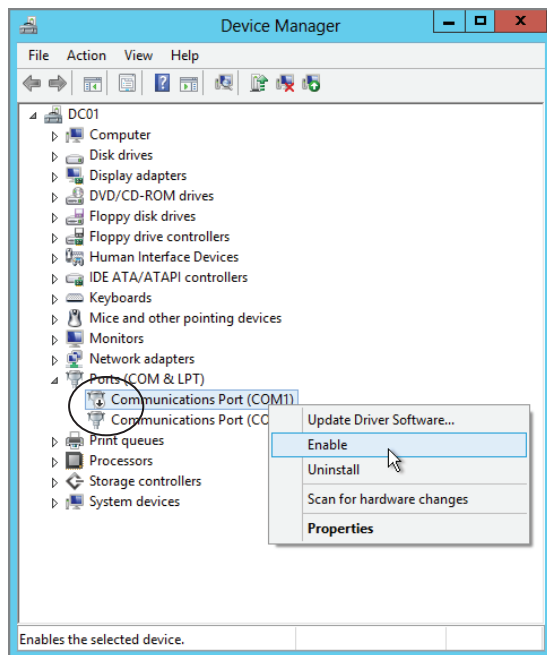 Device Manager
File Action View Help
DC01
Computer
Disk drives
Display adapters
DVD/CD-ROM drives
Floppy disk drives
Floppy drive controllers
Human Interface Devices
IDE ATA/ATAPI controllers
Keyboards
Mice and other pointing devices
Monitors
Network adapters
Ports (COM & LPT)
Communications Port (COM1)
Communications Port (CO
Print queues
Processors
Storage controllers
System devices
Update Driver Software...
Enable
Uninstall
Scan for hardware changes
Properties
Enables the selected device.